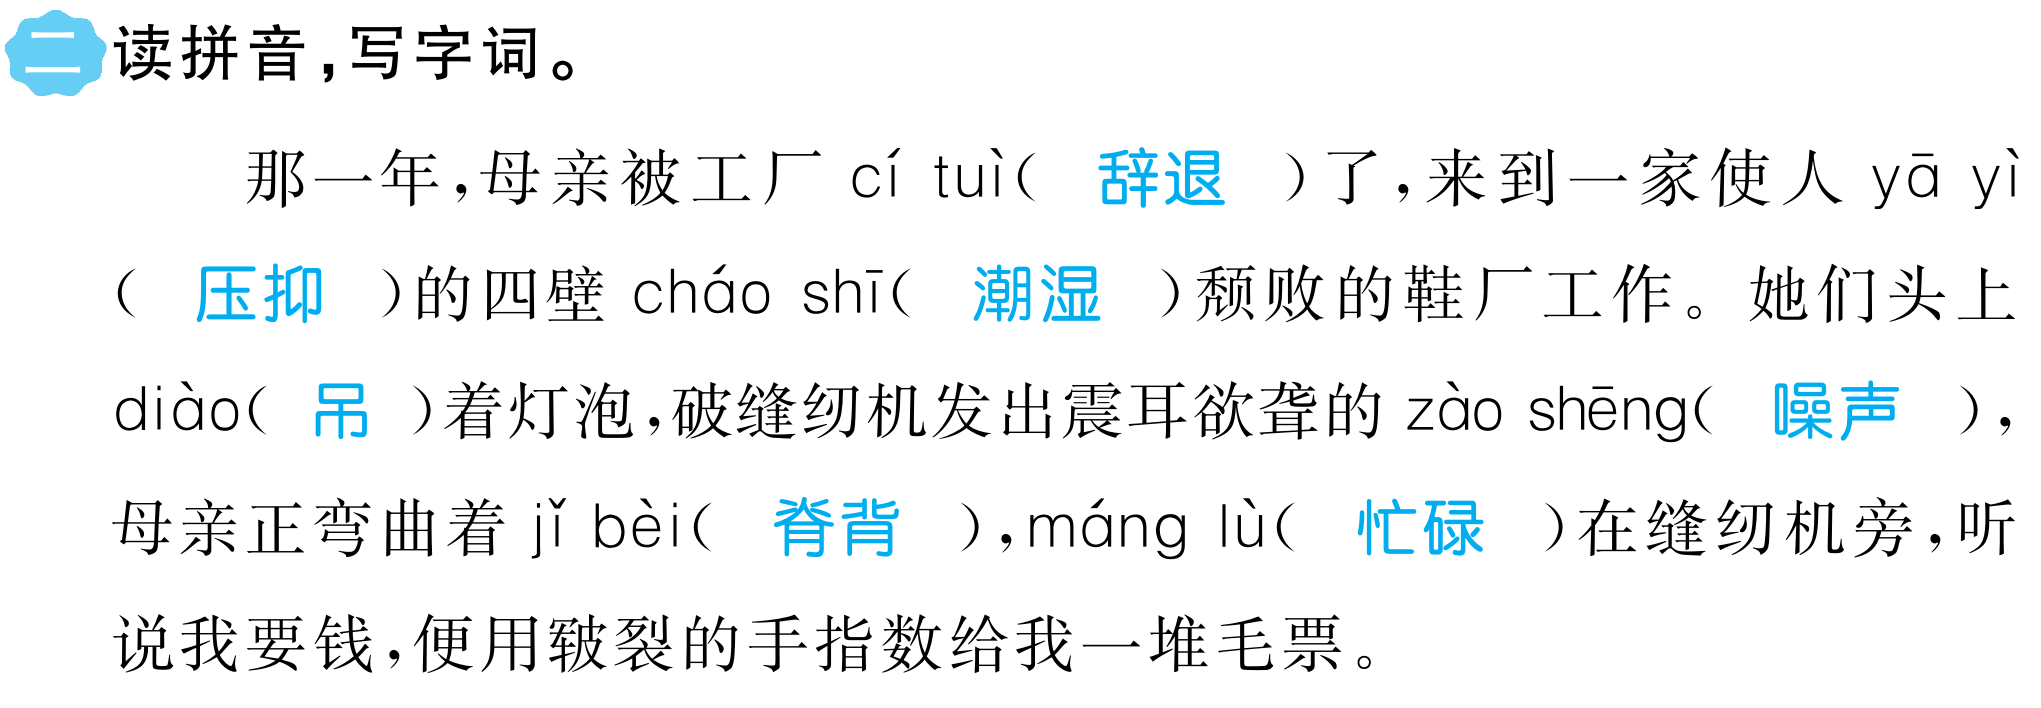 二 读拼音,写字词。
那一年,母亲被工厂 cí tuì( 辞退 )了,来到一家使人 yā yì
( 压抑 )的四壁 cháo shī( 潮湿 )颓败的鞋厂工作。她们头上
diào( 吊 )着灯泡,破缝纫机发出震耳欲聋的 zào shēng( 噪声 ),
母亲正弯曲着 jǐ bèi( 脊背 ),máng lù( 忙碌 )在缝纫机旁,听
说我要钱,便用皲裂的手指数给我一堆毛票。